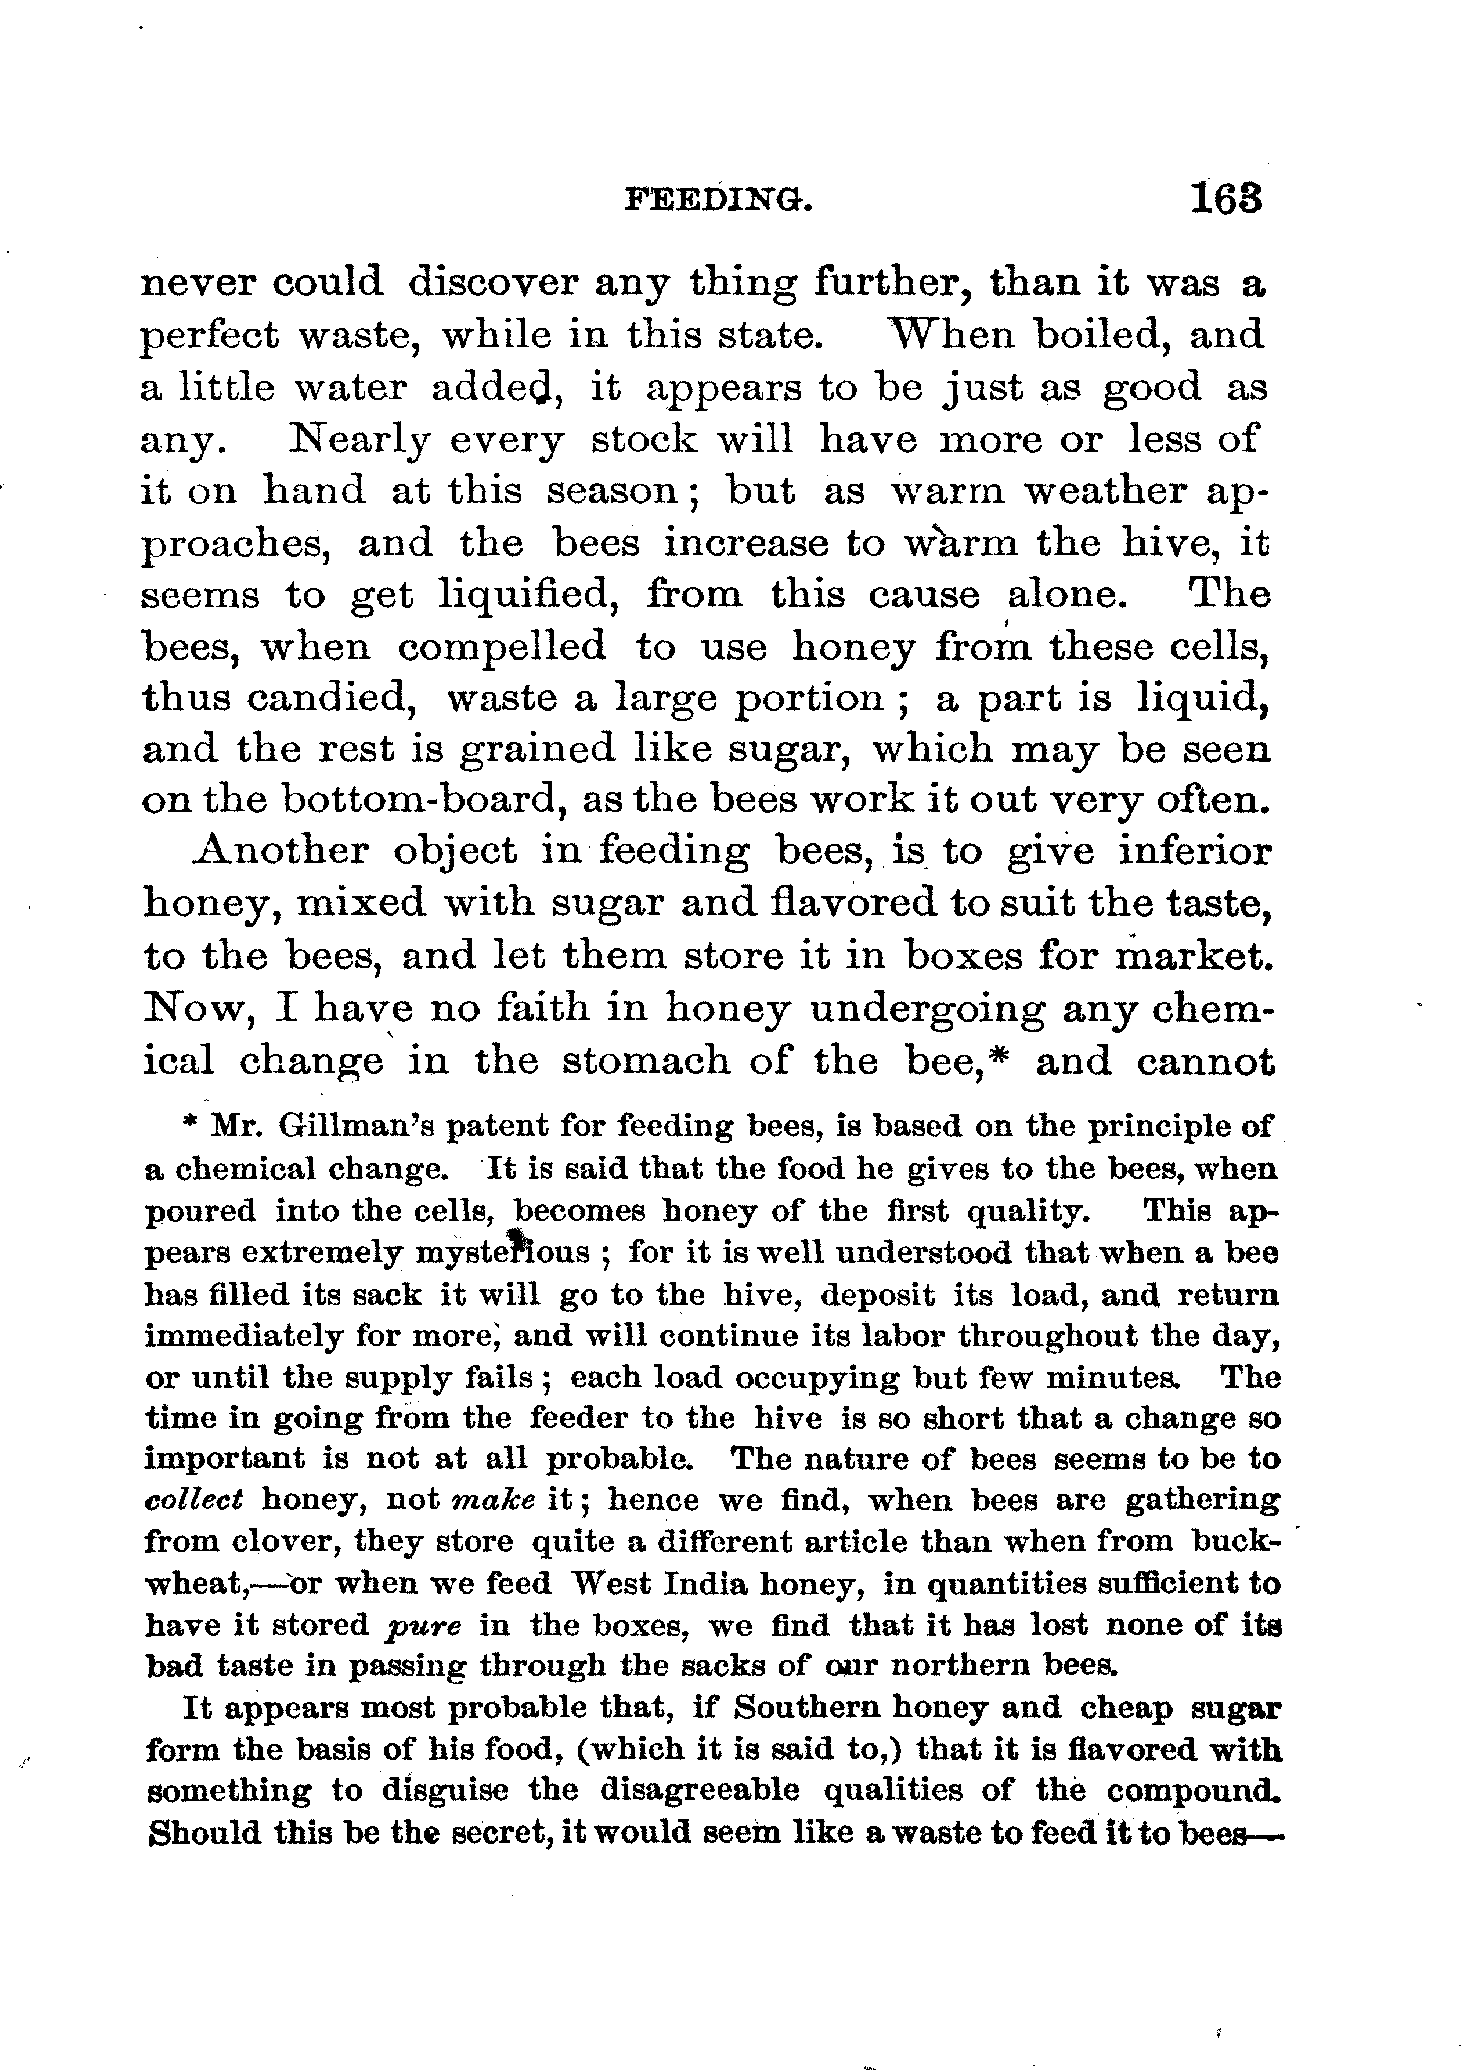 FEEDING. 163
never could discover any thing further, than it was a
perfect waste, while in this state. When boiled, and
a little water added, it appears to be just as good as
any. Nearly every stock will have more or less of
it on hand at this season; but as warm weather ap-
proaches, and the bees increase to warm the hive, it
seems to get liquified, from this cause alone. The
bees, when compelled to use honey from these cells,
thus candied, waste a large portion; a part is liquid,
and the rest is grained like sugar, which may be seen
on the bottom-board, as the bees work it out very often.
Another object in feeding bees, is to give inferior
honey, mixed with sugar and flavored to suit the taste,
to the bees, and let them store it in boxes for market.
Now, I have no faith in honey undergoing any chem-
ical change in the stomach of the bee,* and cannot
* Mr. Gillman's patent for feeding bees, is based on the principle of
a chemical change. It is said that the food he gives to the bees, when
poured into the cells, becomes honey of the first quality. This ap-
pears extremely mysterious; for it is well understood that when a bee
has filled its sack it will go to the hive, deposit its load, and return
immediately for more, and will continue its labor throughout the day,
or until the supply fails; each load occupying but few minutes. The
time in going from the feeder to the hive is so short that a change so
important is not at all probable. The nature of bees seems to be to
collect honey, not make it; hence we find, when bees are gathering
from clover, they store quite a different article than when from buck-
wheat,—or when we feed West India honey, in quantities sufficient to
have it stored pure in the boxes, we find that it has lost none of its
bad taste in passing through the sacks of our northern bees.
It appears most probable that, if Southern honey and cheap sugar
form the basis of his food, (which it is said to,) that it is flavored with
something to disguise the disagreeable qualities of the compound.
Should this be the secret, it would seem like a waste to feed it to bees—